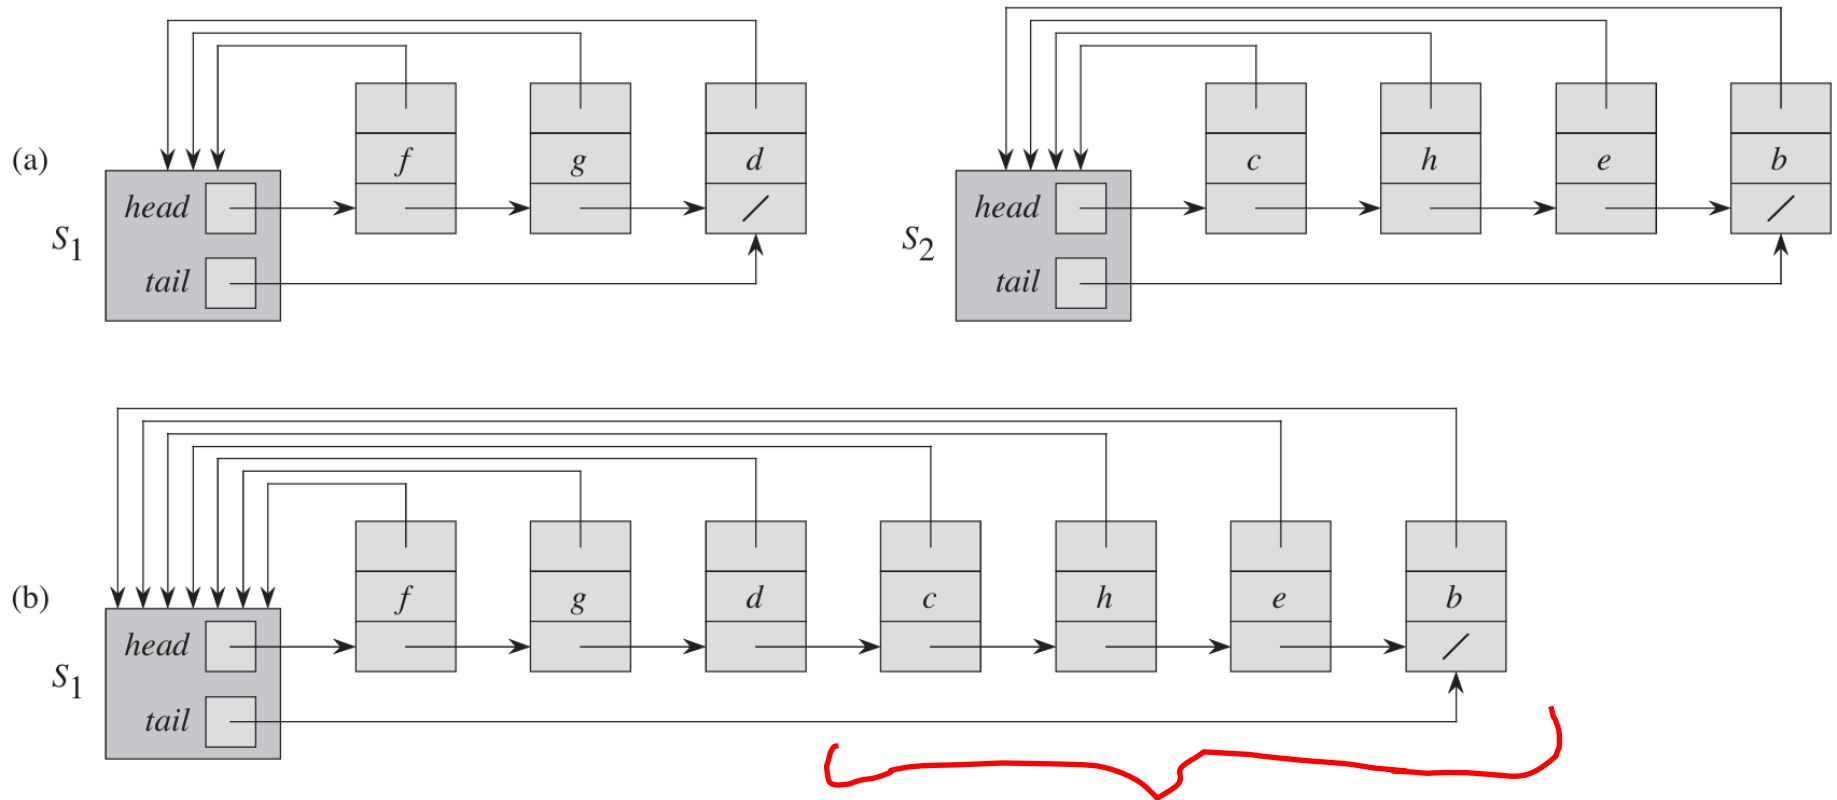 (a)
S1
head
tail
f g d
S2
head
tail
c h e b
(b)
S1
head
tail
f g d c h e b